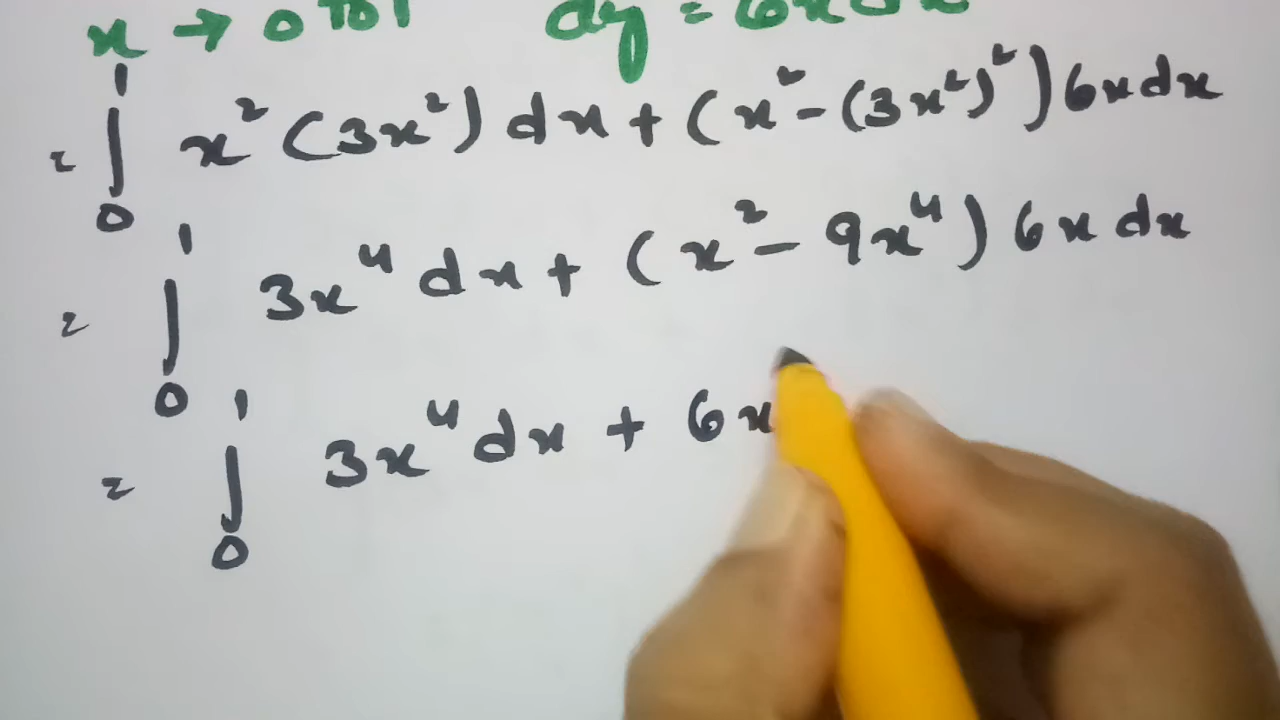 x → 0 to 1 dy = 6x dx
= ∫₀¹ x² (3x²) dx + (x² - (3x²)²) 6x dx
= ∫₀¹ 3x⁴ dx + (x² - 9x⁴) 6x dx
= ∫₀¹ 3x⁴ dx + 6x